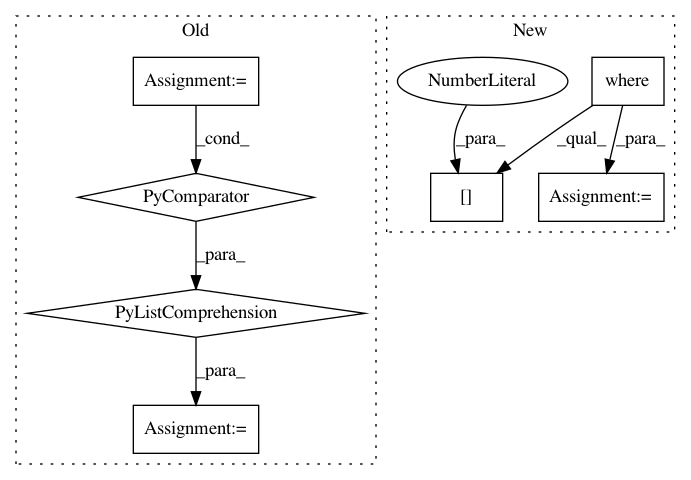 Old
New
Assignment:=
NumberLiteral
where
_cond_
_para_
_qual_
_para_
PyComparator
[]
Assignment:=
_para_
PyListComprehension
_para_
Assignment:=